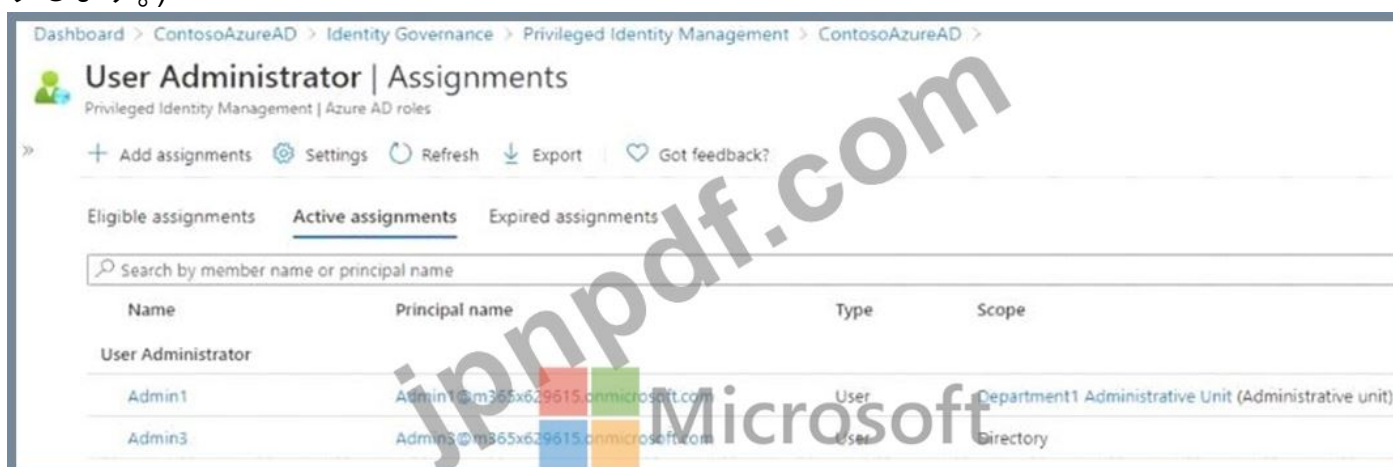 Dashboard > ContosoAzureAD > Identity Governance > Privileged Identity Management > ContosoAzureAD >
User Administrator | Assignments
Privileged Identity Management | Azure AD roles
» + Add assignments Settings Refresh Export Got feedback?
Eligible assignments Active assignments Expired assignments
Search by member name or principal name
Name Principal name Type Scope
User Administrator
Admin1 Admin1@m365x629615.onmicrosoft.com User Department1 Administrative Unit (Administrative unit)
Admin3 Admin3@m365x629615.onmicrosoft.com User Directory
jpnpdf.com
Microsoft